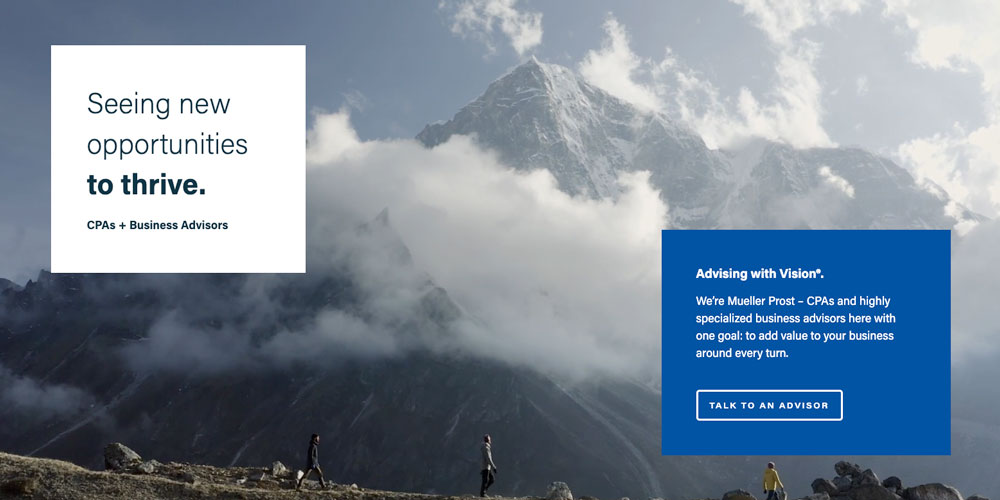 Seeing new
opportunities
to thrive.
CPAs + Business Advisors
Advising with Vision®.
We’re Mueller Prost – CPAs and highly
specialized business advisors here with
one goal: to add value to your business
around every turn.
TALK TO AN ADVISOR